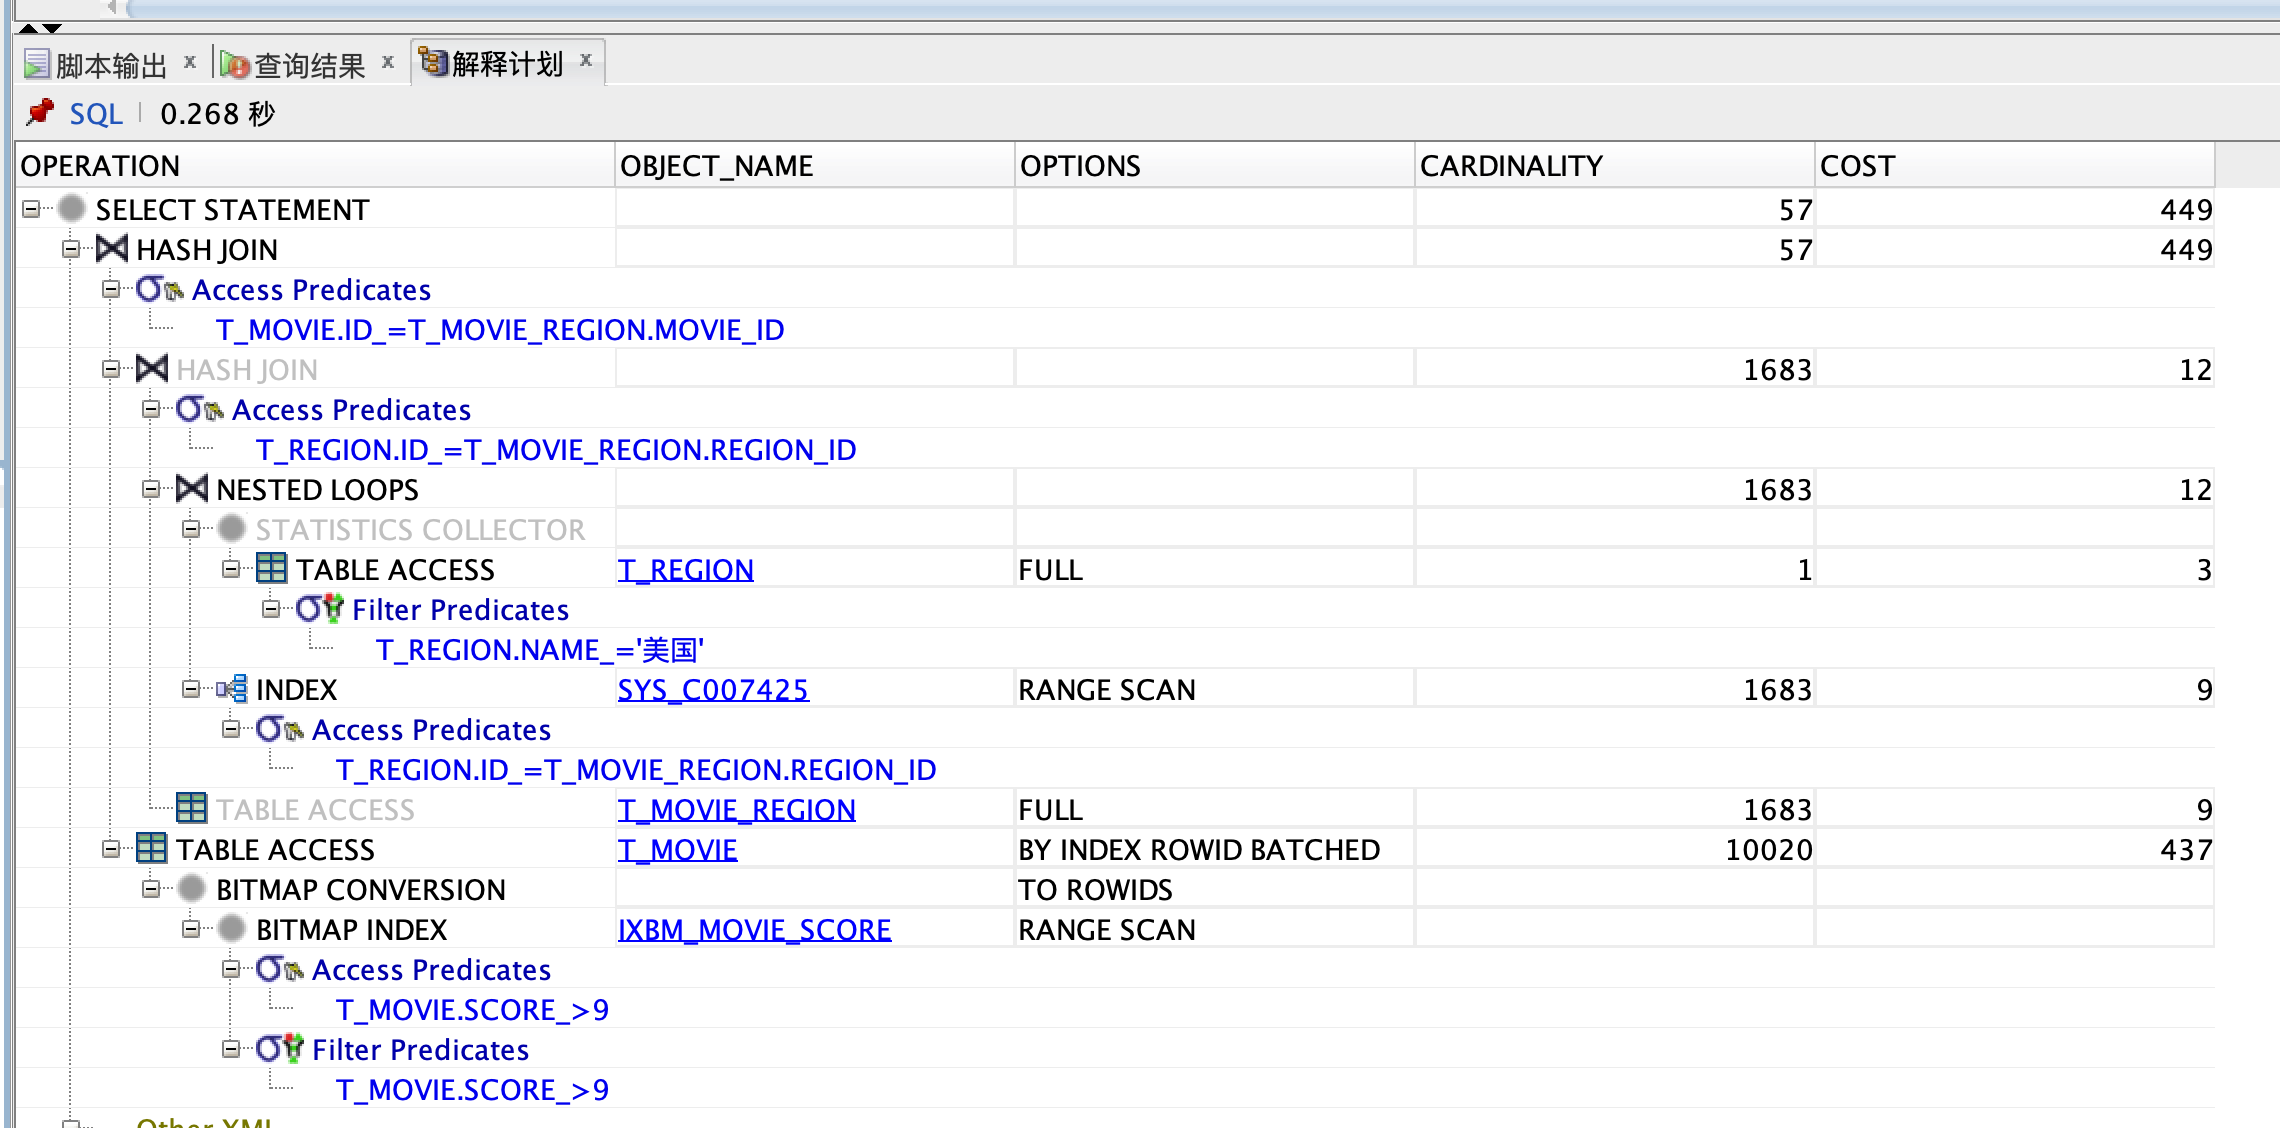 脚本输出 x 查询结果 x 解释计划 x
SQL 0.268 秒
OPERATION OBJECT_NAME OPTIONS CARDINALITY COST
SELECT STATEMENT 57 449
HASH JOIN 57 449
Access Predicates
T_MOVIE.ID_=T_MOVIE_REGION.MOVIE_ID
HASH JOIN 1683 12
Access Predicates
T_REGION.ID_=T_MOVIE_REGION.REGION_ID
NESTED LOOPS 1683 12
STATISTICS COLLECTOR
TABLE ACCESS T_REGION FULL 1 3
Filter Predicates
T_REGION.NAME_='美国'
INDEX SYS_C007425 RANGE SCAN 1683 9
Access Predicates
T_REGION.ID_=T_MOVIE_REGION.REGION_ID
TABLE ACCESS T_MOVIE_REGION FULL 1683 9
TABLE ACCESS T_MOVIE BY INDEX ROWID BATCHED 10020 437
BITMAP CONVERSION TO ROWIDS
BITMAP INDEX IXBM_MOVIE_SCORE RANGE SCAN
Access Predicates
T_MOVIE.SCORE_>9
Filter Predicates
T_MOVIE.SCORE_>9
Other XML